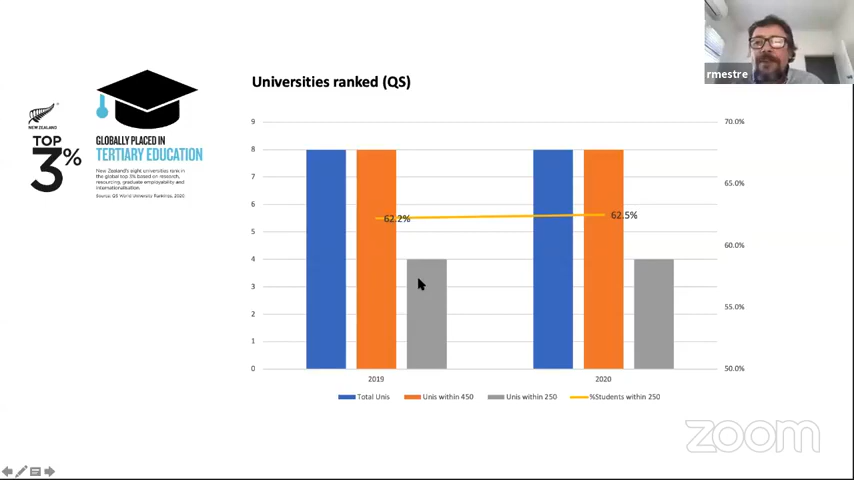 rmestre
Universities ranked (QS)
NEW ZEALAND
TOP
3%
GLOBALLY PLACED IN
TERTIARY EDUCATION
New Zealand's eight universities rank in
the global top 3% based on research,
resourcing, graduate employability and
internationalisation.
Source: QS World University Rankings, 2020
9
8
7
6
5
4
3
2
1
0
62.2%
62.5%
70.0%
65.0%
60.0%
55.0%
50.0%
2019
2020
Total Unis
Unis within 450
Unis within 250
%Students within 250
zoom